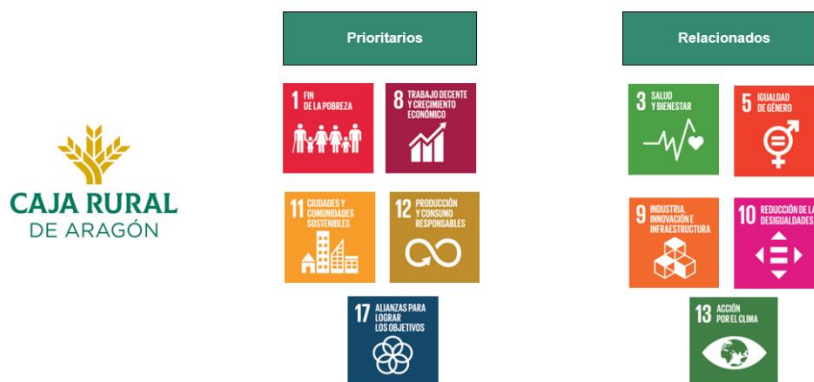 Prioritarios
Relacionados
1 FIN
DE LA POBREZA
8 TRABAJO DECENTE
Y CRECIMIENTO
ECONÓMICO
3 SALUD
Y BIENESTAR
5 IGUALDAD
DE GÉNERO
CAJA RURAL
DE ARAGÓN
11 CIUDADES Y
COMUNIDADES
SOSTENIBLES
12 PRODUCCIÓN
Y CONSUMO
RESPONSABLES
9 INDUSTRIA,
INNOVACIÓN E
INFRAESTRUCTURA
10 REDUCCIÓN DE LA
DESIGUALDADES
17 ALIANZAS PARA
LOGRAR
LOS OBJETIVOS
13 ACCIÓN
POR EL CLIMA